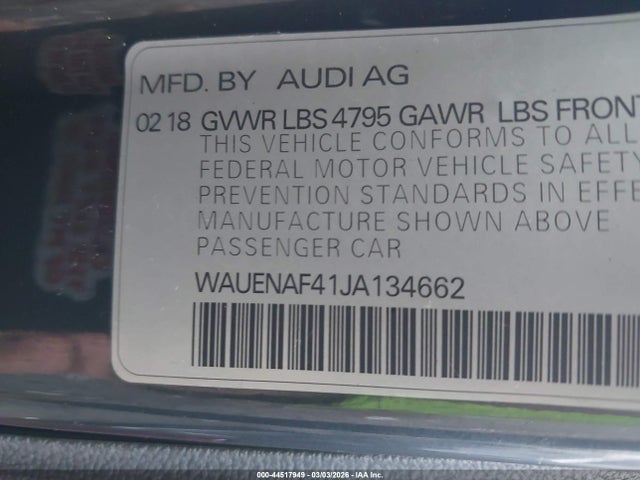 MFD. BY AUDI AG
02 18 GVWR LBS 4795 GAWR LBS FRONT
THIS VEHICLE CONFORMS TO ALL
FEDERAL MOTOR VEHICLE SAFETY
PREVENTION STANDARDS IN EFFE
MANUFACTURE SHOWN ABOVE
PASSENGER CAR
WAUENAF41JA134662
000-44517949 - 03/03/2026 - IAA Inc.